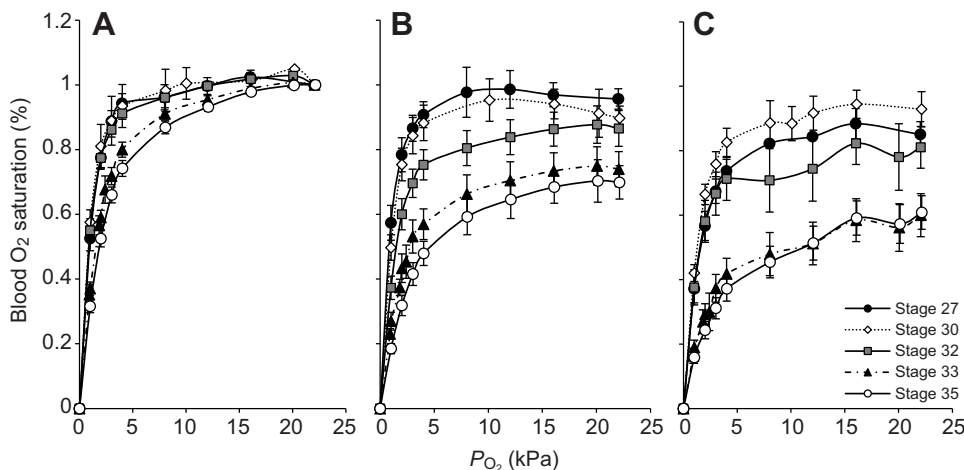 A
B
C
Blood O2 saturation (%)
1.2
1
0.8
0.6
0.4
0.2
0
0 5 10 15 20 25
0 5 10 15 20 25
0 5 10 15 20 25
PO2 (kPa)
Stage 27
Stage 30
Stage 32
Stage 33
Stage 35